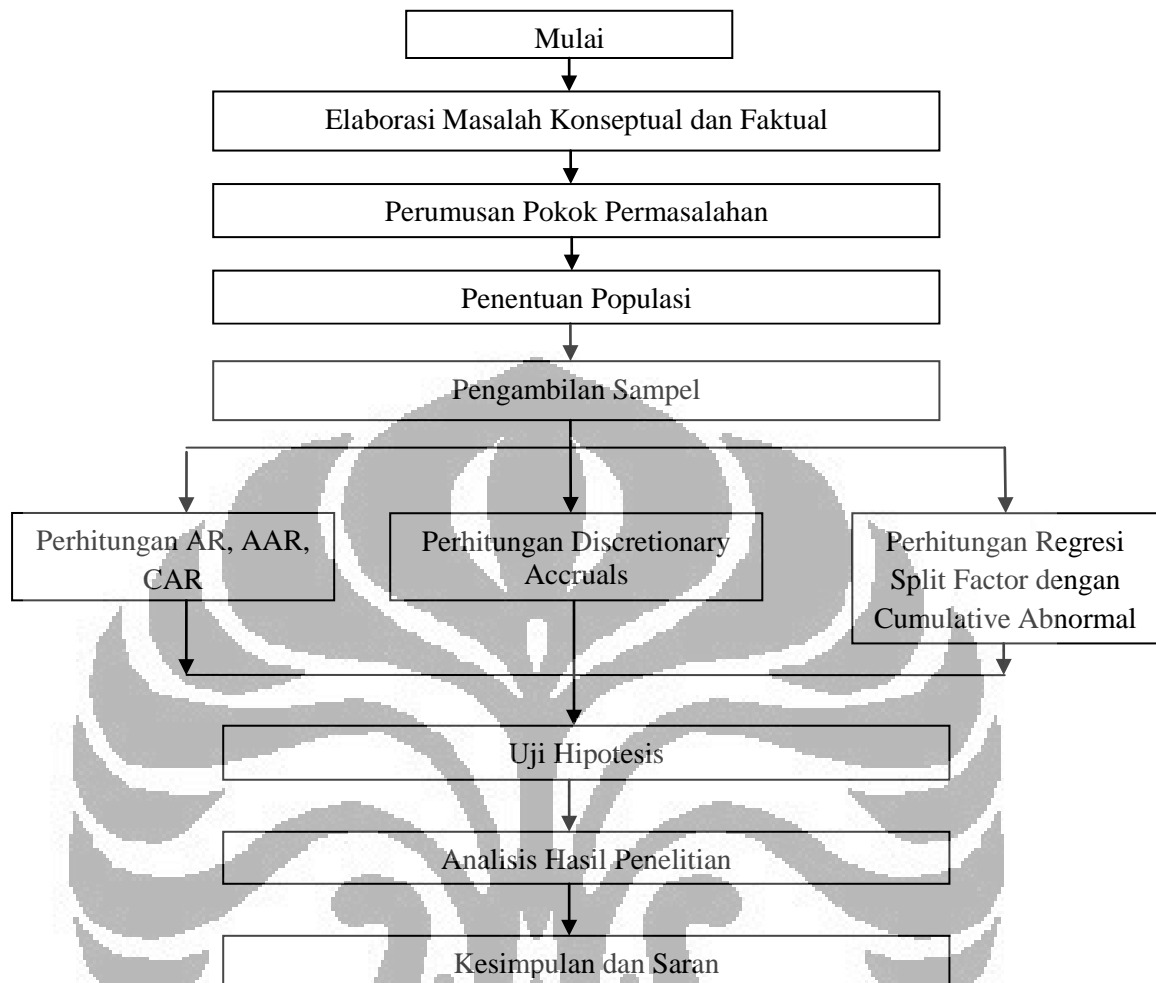 Mulai
Elaborasi Masalah Konseptual dan Faktual
Perumusan Pokok Permasalahan
Penentuan Populasi
Pengambilan Sampel
Perhitungan AR, AAR,
CAR
Perhitungan Discretionary
Accruals
Perhitungan Regresi
Split Factor dengan
Cumulative Abnormal
Uji Hipotesis
Analisis Hasil Penelitian
Kesimpulan dan Saran